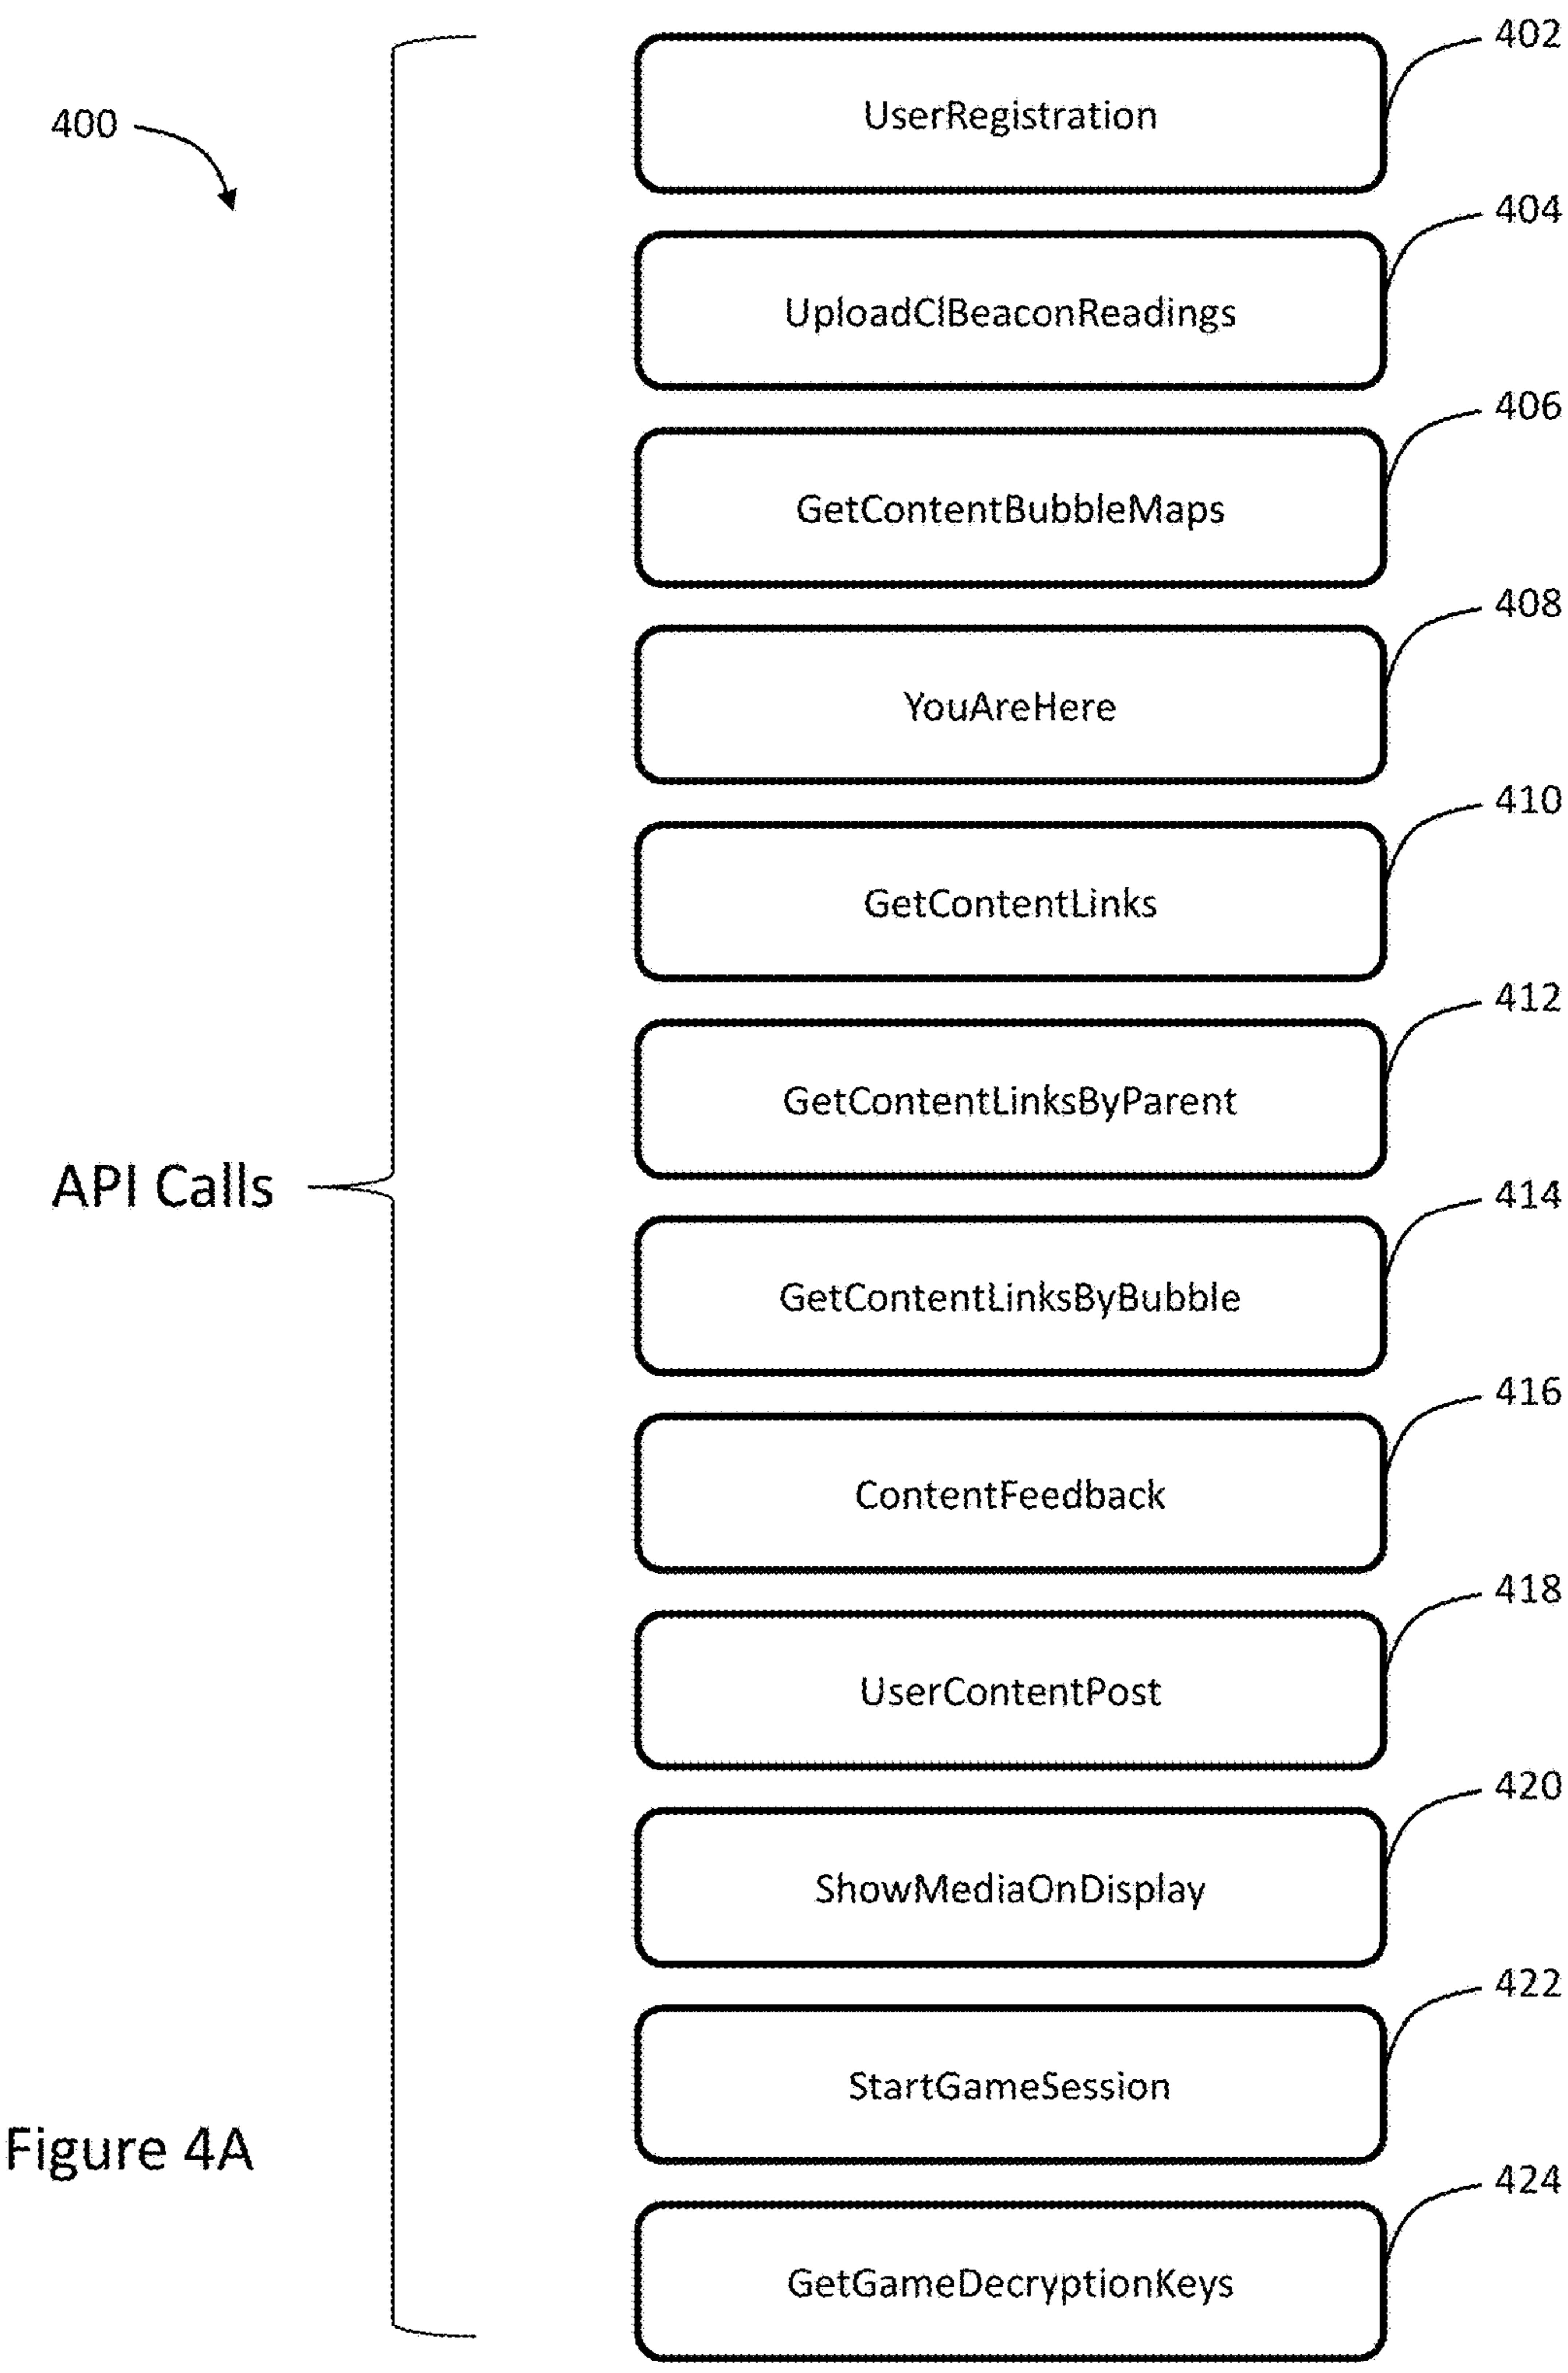 402
UserRegistration
400
404
UploadClBeaconReadings
406
GetContentBubbleMaps
408
YouAreHere
410
GetContentLinks
412
GetContentLinksByParent
API Calls
414
GetContentLinksByBubble
416
ContentFeedback
418
UserContentPost
420
ShowMediaOnDisplay
422
StartGameSession
Figure 4A
424
GetGameDecryptionKeys